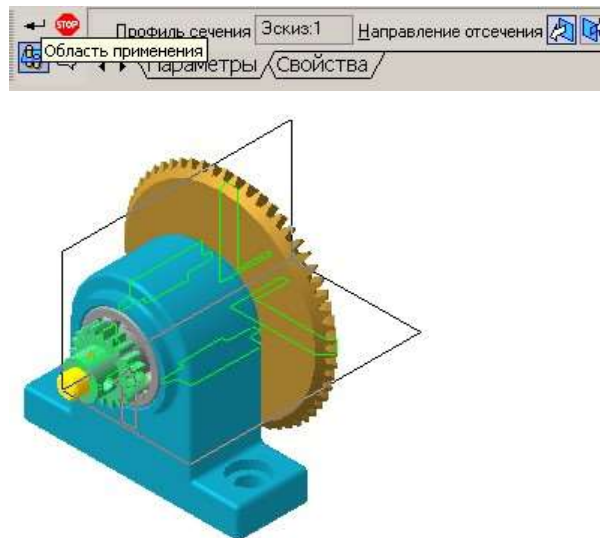 STOP Профиль сечения Эскиз:1 Направление отсечения
Область применения
Параметры Свойства